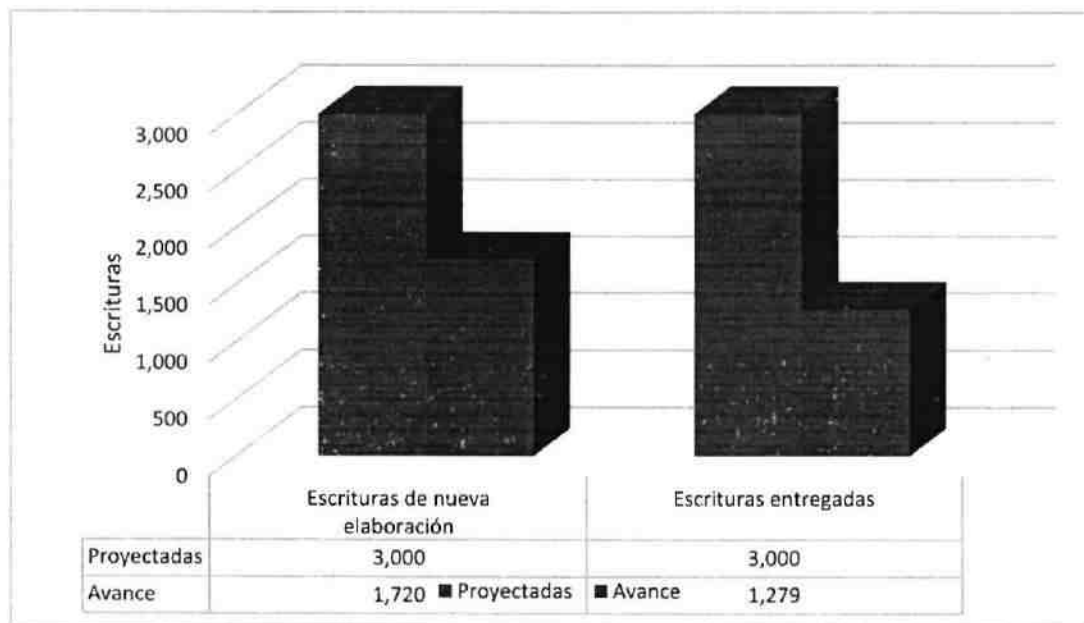 3,000
2,500
2,000
1,500
1,000
500
0
Escrituras
Escrituras de nueva elaboración
Escrituras entregadas
Proyectadas 3,000 3,000
Avance 1,720 1,279
Proyectadas Avance